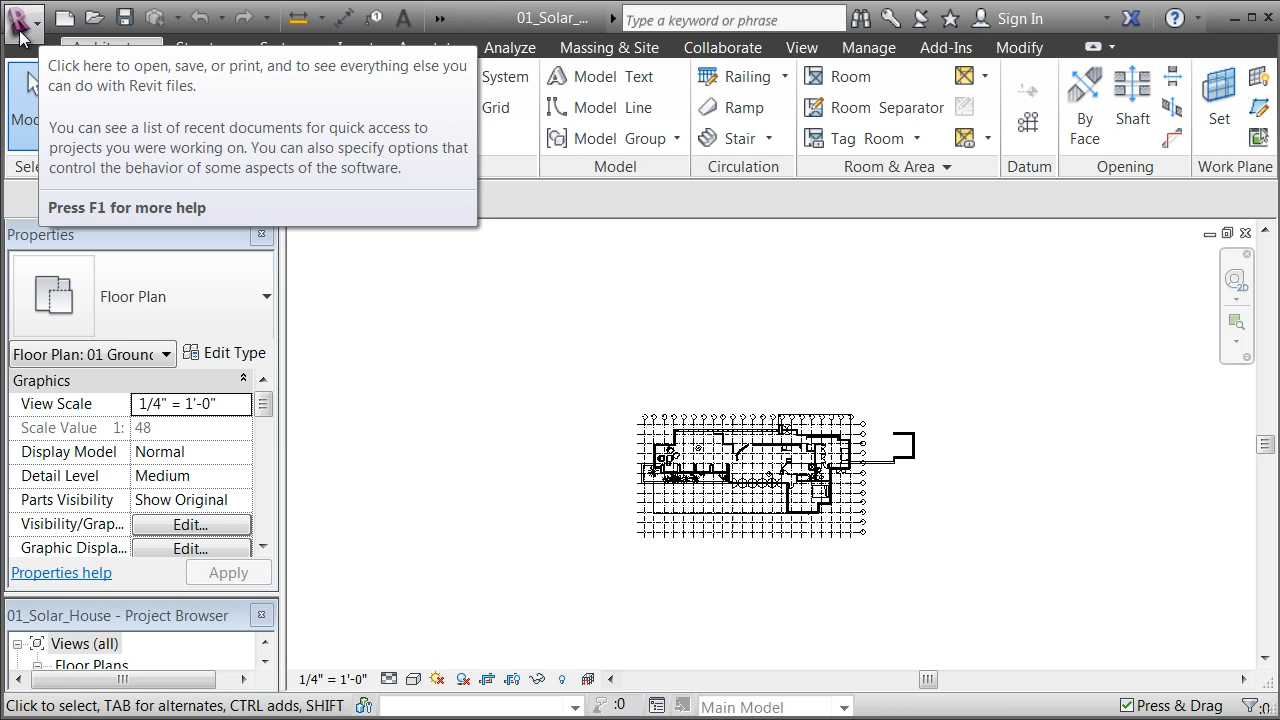 01_Solar_...
Type a keyword or phrase
Sign In
Analyze
Massing & Site
Collaborate
View
Manage
Add-Ins
Modify
Click here to open, save, or print, and to see everything else you
can do with Revit files.
You can see a list of recent documents for quick access to
projects you were working on. You can also specify options that
control the behavior of some aspects of the software.
Press F1 for more help
System
Grid
Model Text
Model Line
Model Group
Model
Railing
Ramp
Stair
Circulation
Room
Room Separator
Tag Room
Room & Area
Datum
By
Face
Shaft
Opening
Set
Work Plane
Properties
Floor Plan
Floor Plan: 01 Ground
Edit Type
Graphics
View Scale 1/4" = 1'-0"
Scale Value 1: 48
Display Model Normal
Detail Level Medium
Parts Visibility Show Original
Visibility/Grap... Edit...
Graphic Displa... Edit...
Properties help
Apply
01_Solar_House - Project Browser
Views (all)
Floor Plans
2D
1/4" = 1'-0"
Click to select, TAB for alternates, CTRL adds, SHIFT
:0
Main Model
Press & Drag
:0